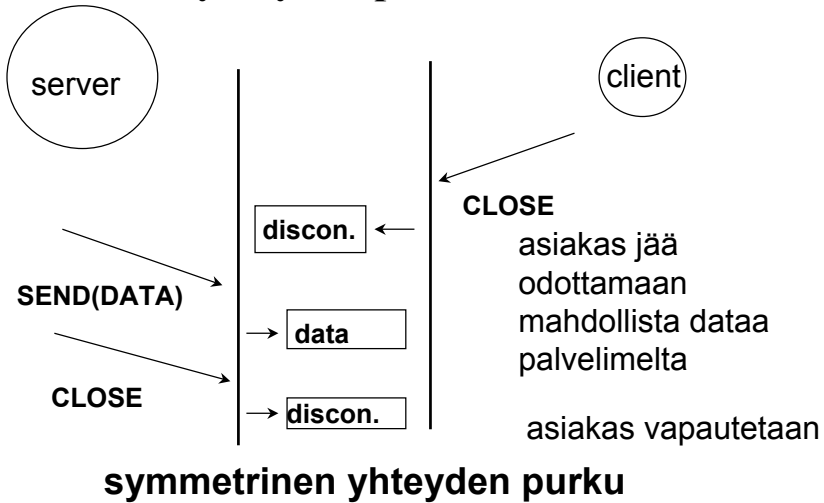 server
client
discon.
CLOSE
asiakas jää
odottamaan
mahdollista dataa
palvelimelta
SEND(DATA)
data
CLOSE
discon.
asiakas vapautetaan
symmetrinen yhteyden purku